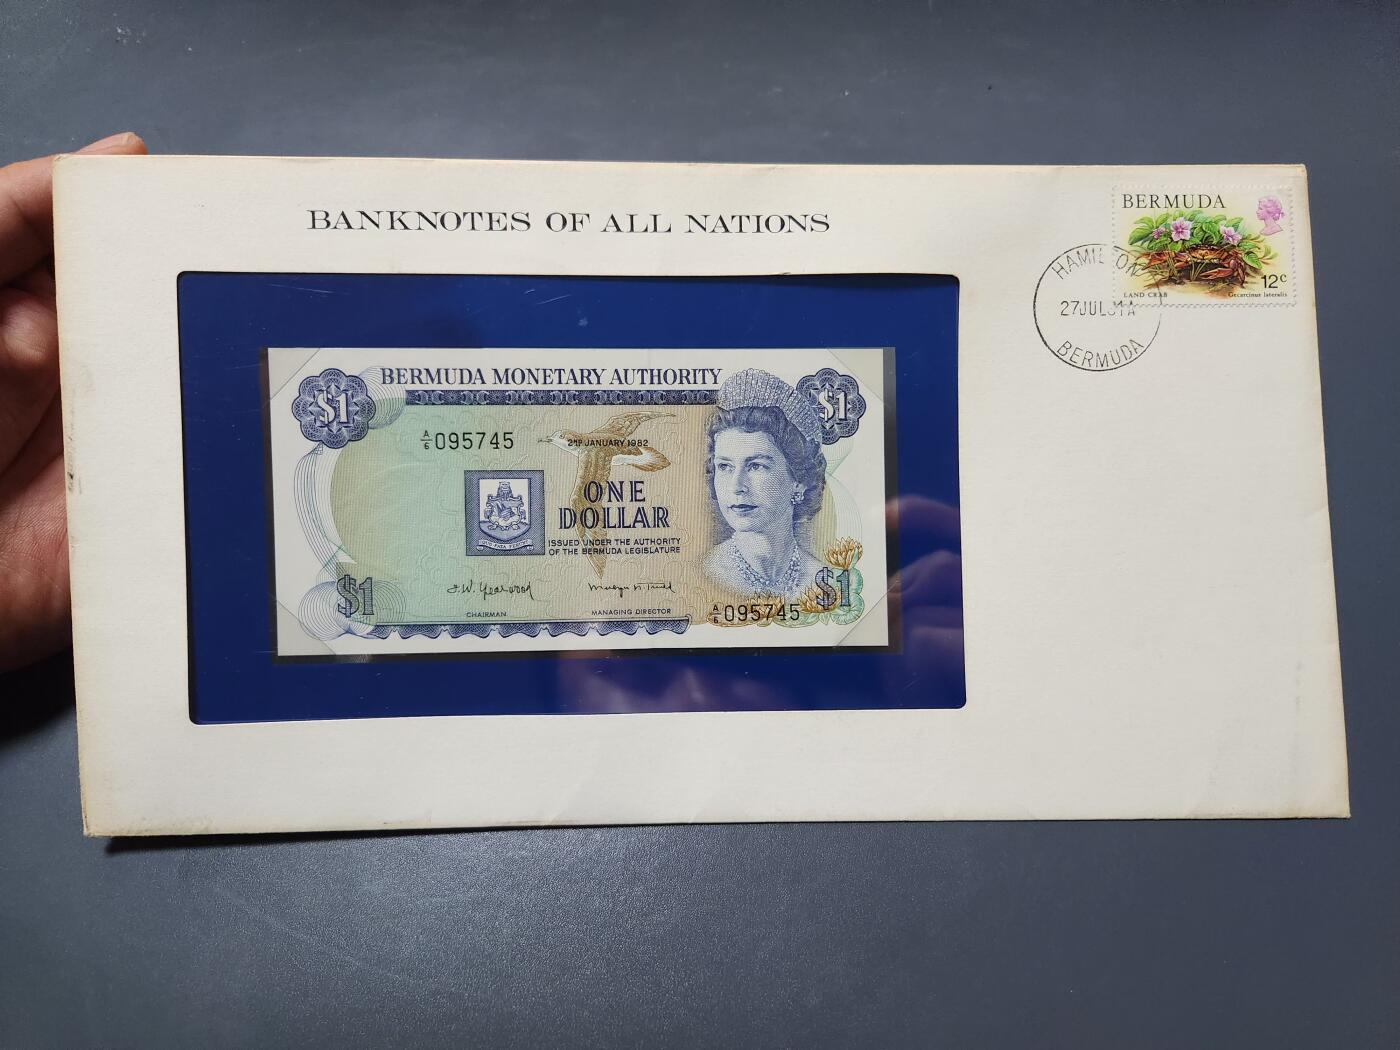 BANKNOTES OF ALL NATIONS
BERMUDA
12c
LAND CRAB
Gecarcinus lateralis
HAMILTON
BERMUDA
BERMUDA MONETARY AUTHORITY
$1
$1
A/6 095745
2ND JANUARY 1982
ONE
DOLLAR
ISSUED UNDER THE AUTHORITY
OF THE BERMUDA LEGISLATURE
CHAIRMAN
MANAGING DIRECTOR
$1
A/6 095745
$1